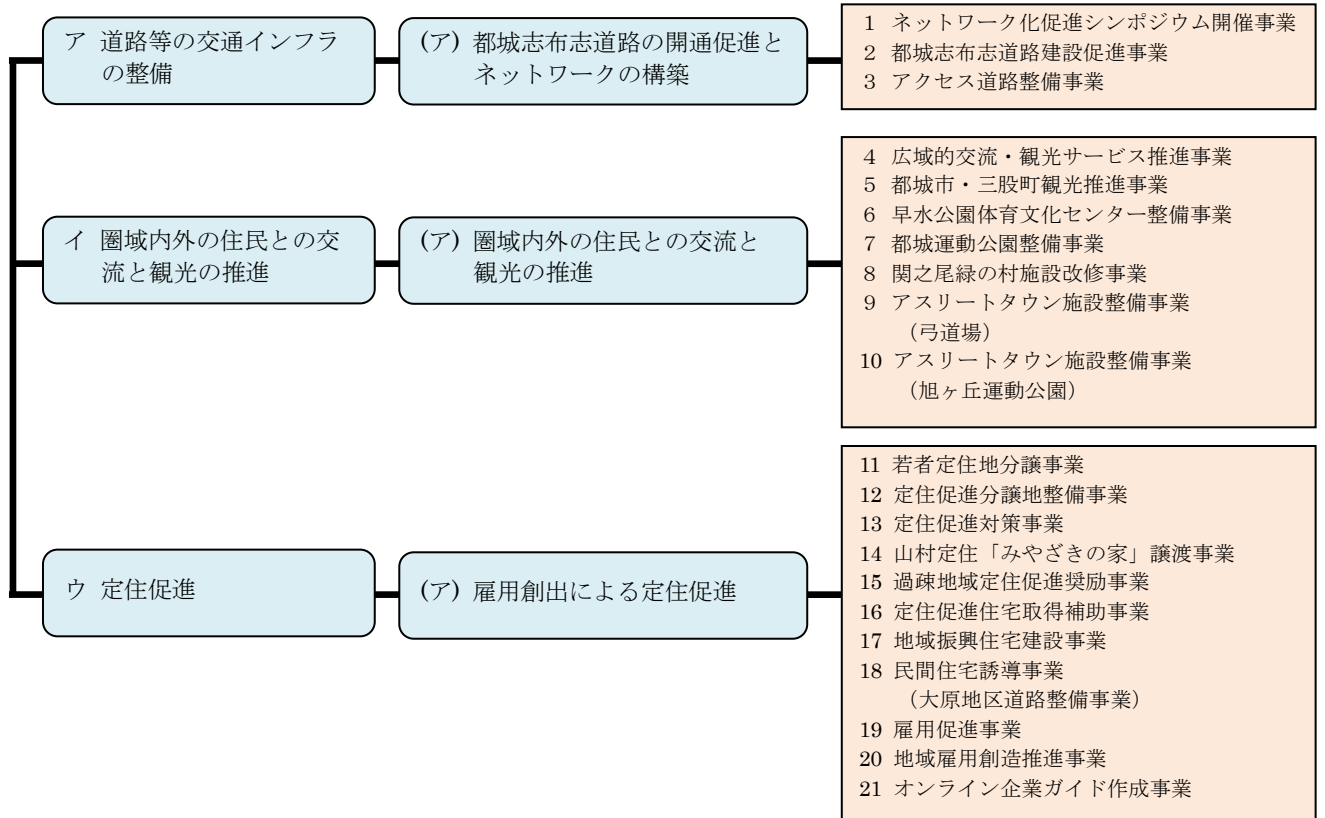 ア 道路等の交通インフラ
の整備
(ア) 都城志布志道路の開通促進と
ネットワークの構築
1 ネットワーク化促進シンポジウム開催事業
2 都城志布志道路建設促進事業
3 アクセス道路整備事業
イ 圏域内外の住民との交
流と観光の推進
(ア) 圏域内外の住民との交流と
観光の推進
4 広域的交流・観光サービス推進事業
5 都城市・三股町観光推進事業
6 早水公園体育文化センター整備事業
7 都城運動公園整備事業
8 関之尾緑の村施設改修事業
9 アスリートタウン施設整備事業
（弓道場）
10 アスリートタウン施設整備事業
（旭ヶ丘運動公園）
ウ 定住促進
(ア) 雇用創出による定住促進
11 若者定住地分譲事業
12 定住促進分譲地整備事業
13 定住促進対策事業
14 山村定住「みやざきの家」譲渡事業
15 過疎地域定住促進奨励事業
16 定住促進住宅取得補助事業
17 地域振興住宅建設事業
18 民間住宅誘導事業
（大原地区道路整備事業）
19 雇用促進事業
20 地域雇用創造推進事業
21 オンライン企業ガイド作成事業